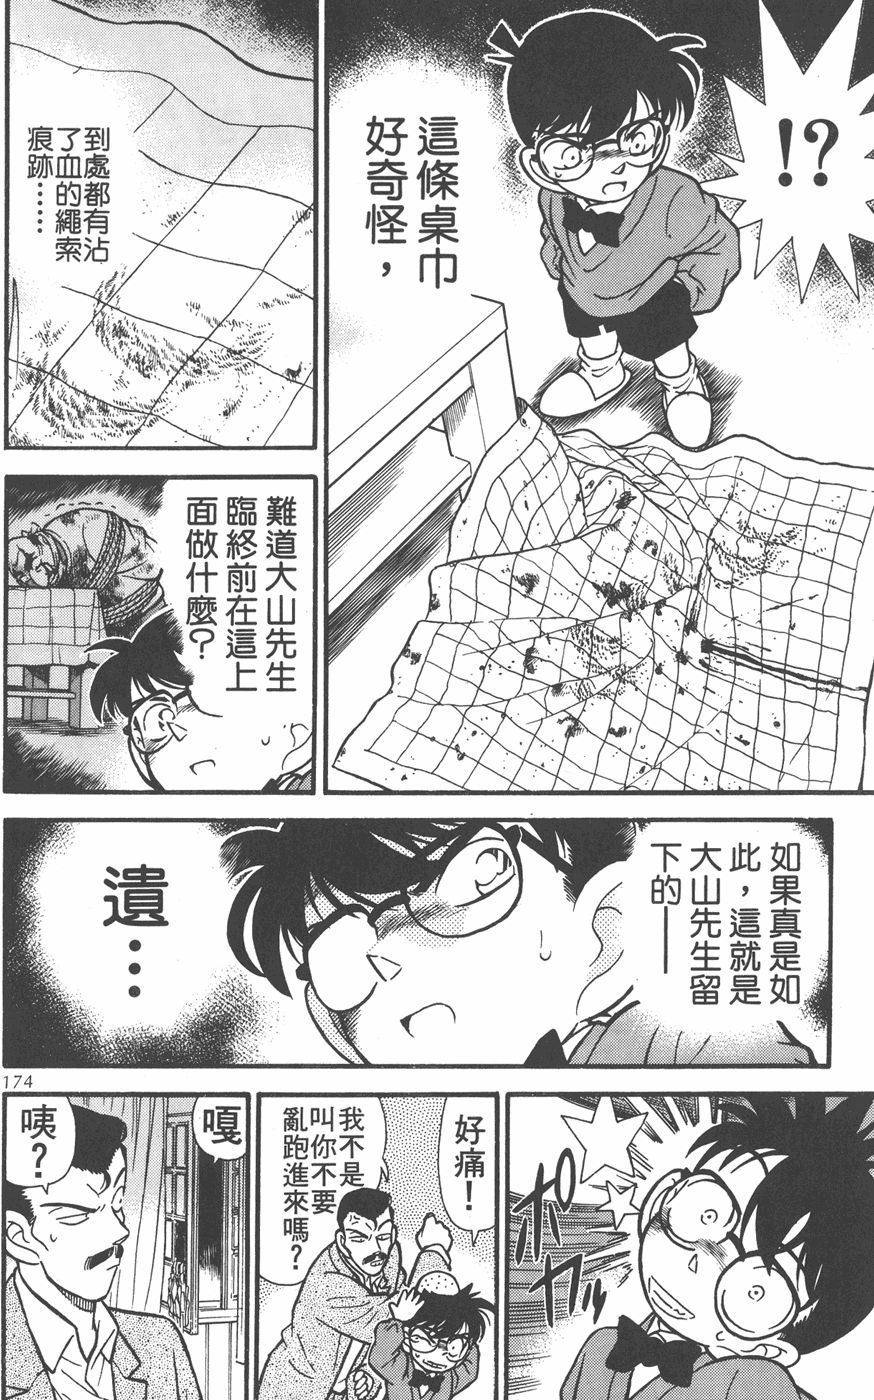 !?
這條桌巾
好奇怪，
到處都有沾
了血的繩索
痕跡……
難道大山先生
臨終前在這上
面做什麼？
如果真是如
此，這就是
大山先生留
下的——
遺…
174
ポカッ
好痛！
我不是
叫你不要
亂跑進來嗎？
嘎
咦？